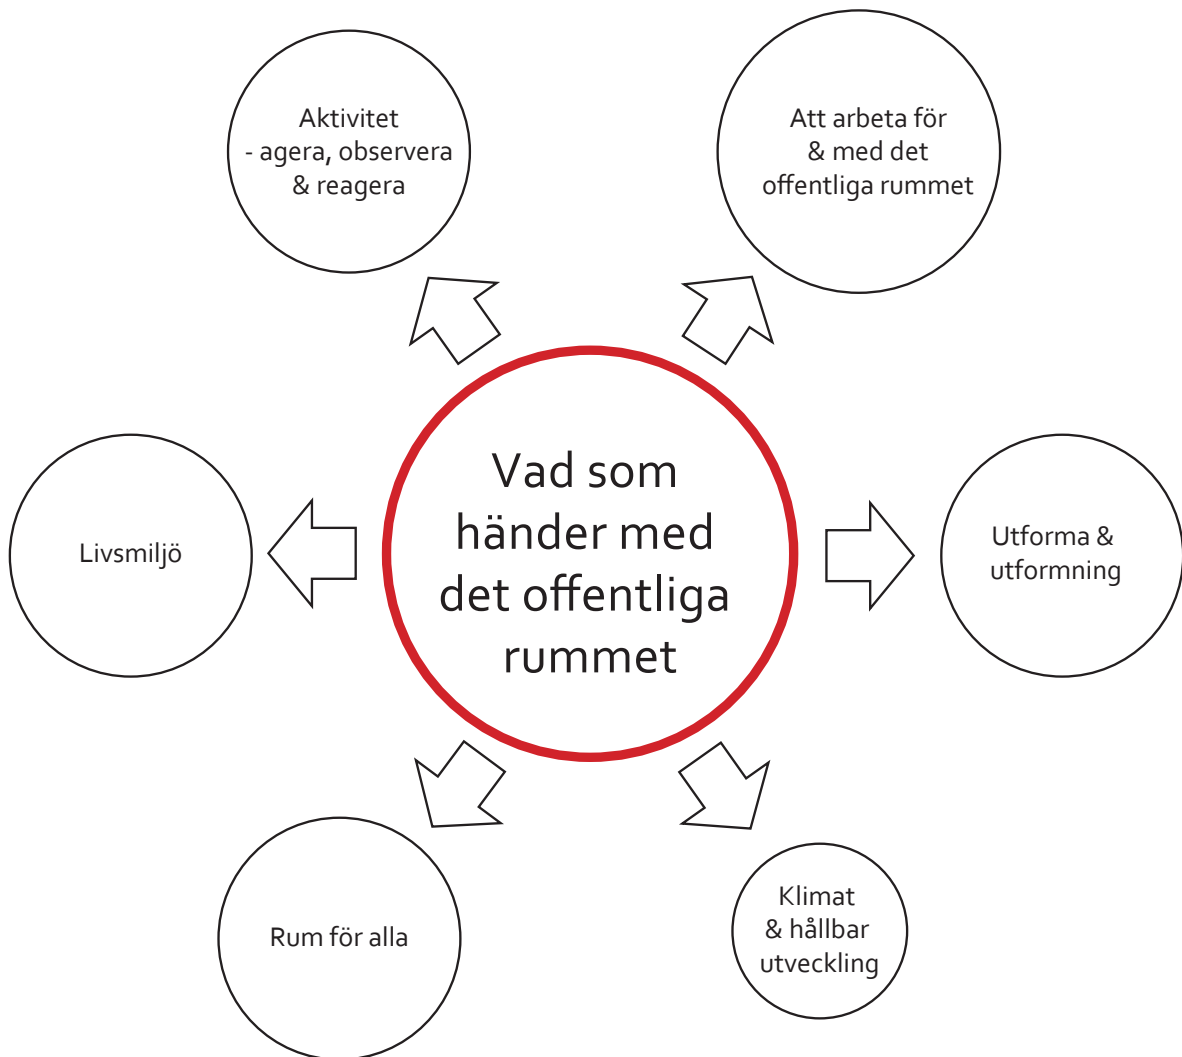 Aktivitet
- agera, observera
& reagera
Att arbeta för
& med det
offentliga rummet
Vad som
händer med
det offentliga
rummet
Livsmiljö
Utforma &
utformning
Rum för alla
Klimat
& hållbar
utveckling